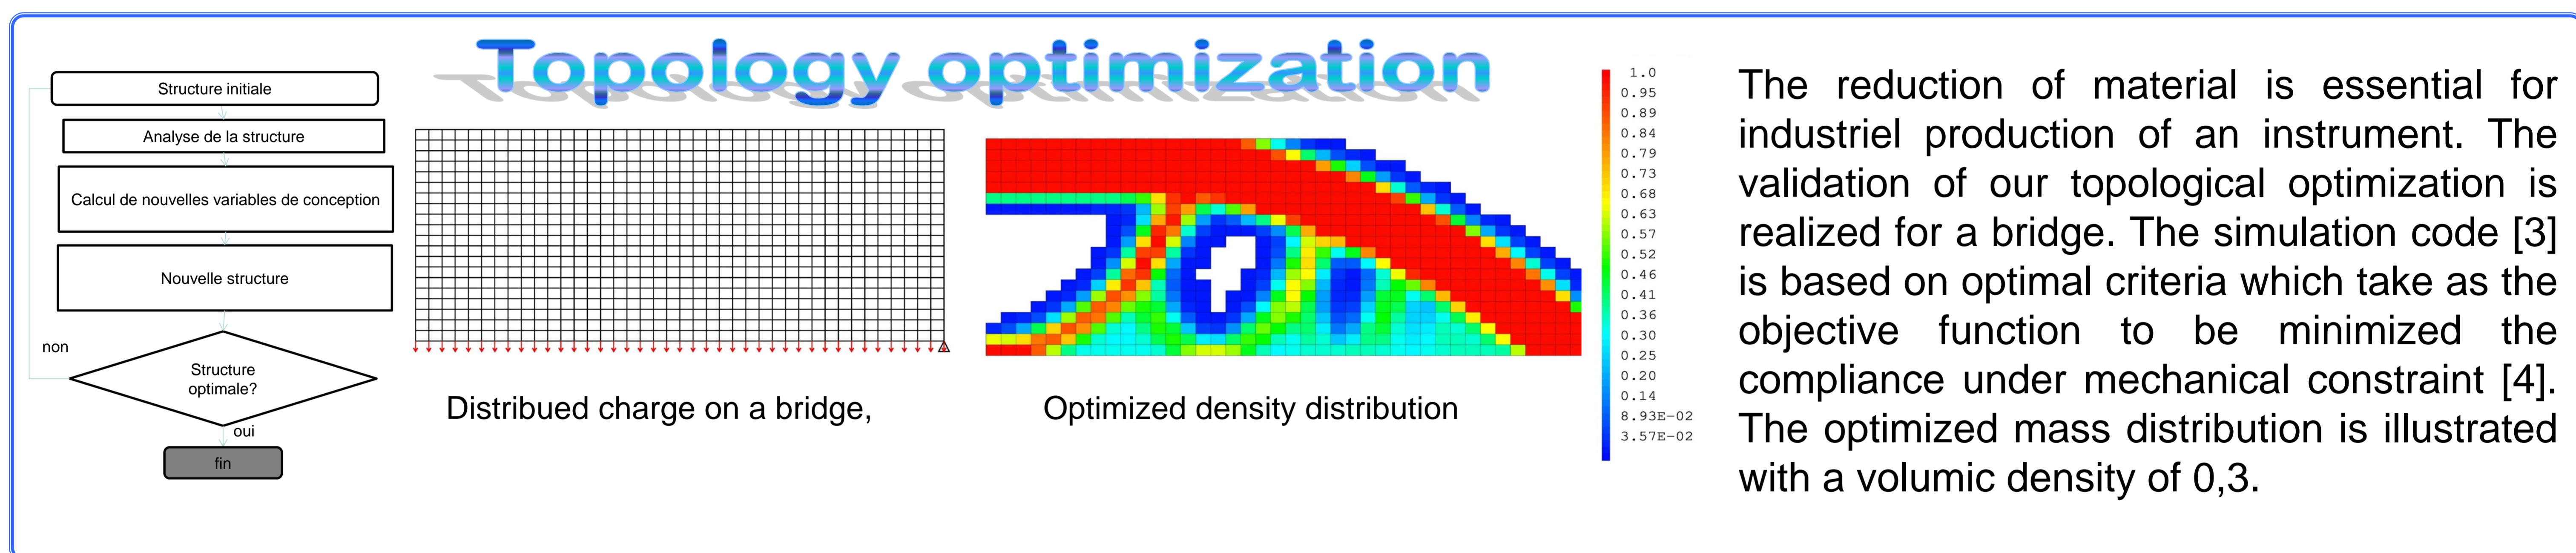 Topology optimization
Structure initiale
Analyse de la structure
Calcul de nouvelles variables de conception
Nouvelle structure
non
Structure
optimale?
oui
fin
Distribued charge on a bridge,
Optimized density distribution
1.0
0.95
0.89
0.84
0.79
0.73
0.68
0.63
0.57
0.52
0.46
0.41
0.36
0.30
0.25
0.20
0.14
8.93E-02
3.57E-02
The reduction of material is essential for
industriel production of an instrument. The
validation of our topological optimization is
realized for a bridge. The simulation code [3]
is based on optimal criteria which take as the
objective function to be minimized the
compliance under mechanical constraint [4].
The optimized mass distribution is illustrated
with a volumic density of 0,3.